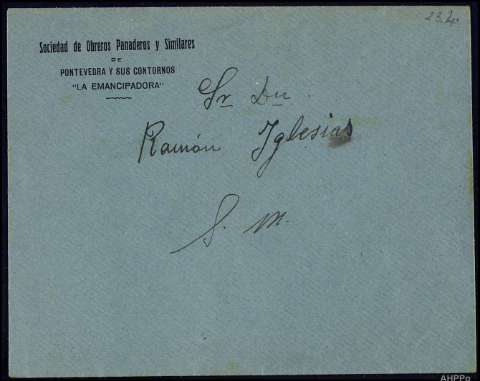 23.4
Sociedad de Obreros Panaderos y Similares
DE
PONTEVEDRA Y SUS CONTORNOS
"LA EMANCIPADORA"
Sr Dn.
Ramón Iglesias
S. M.
AHPPo